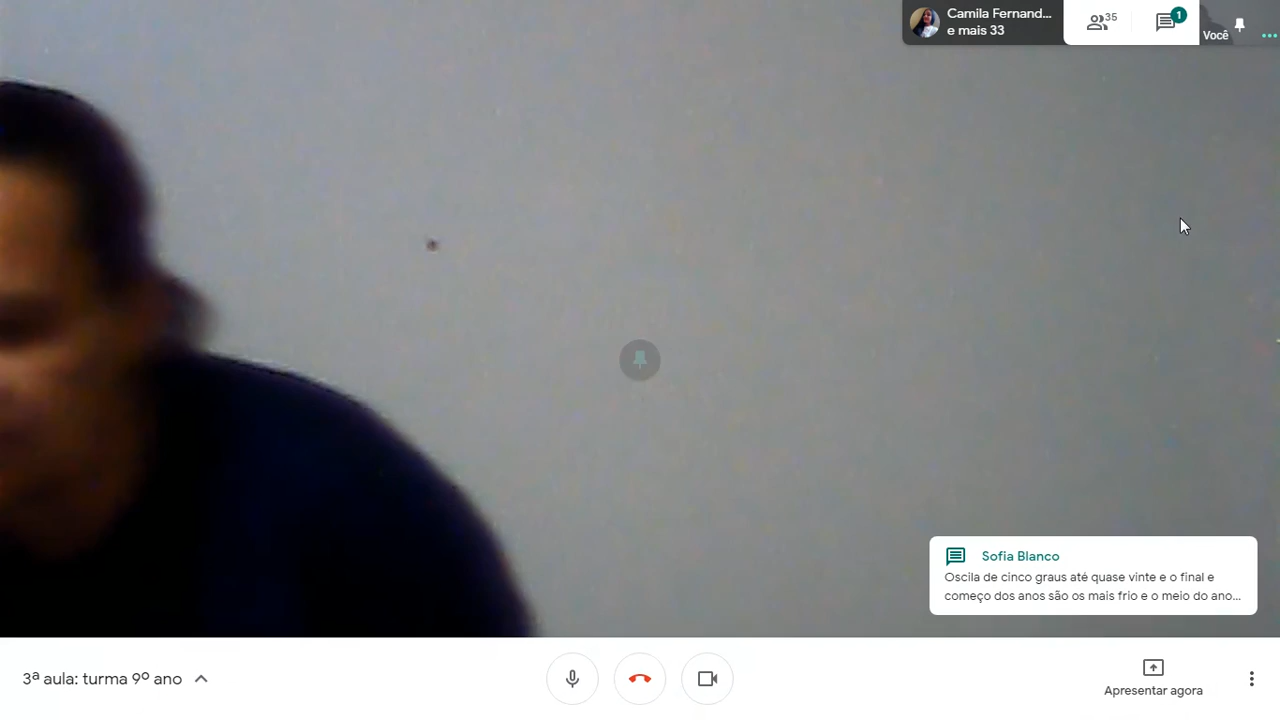 Camila Fernand...
e mais 33
35
1
Você
Sofia Blanco
Oscila de cinco graus até quase vinte e o final e
começo dos anos são os mais frio e o meio do ano...
3ª aula: turma 9º ano
Apresentar agora